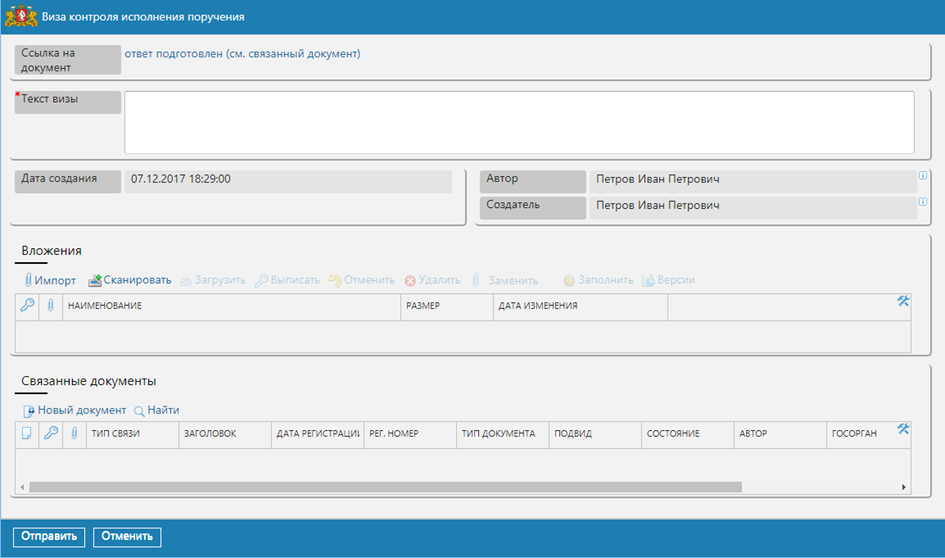 Виза контроля исполнения поручения
Ссылка на документ
ответ подготовлен (см. связанный документ)
*Текст визы
Дата создания 07.12.2017 18:29:00
Автор Петров Иван Петрович
Создатель Петров Иван Петрович
Вложения
Импорт Сканировать Загрузить Выписать Отменить Удалить Заменить Заполнить Версии
НАИМЕНОВАНИЕ РАЗМЕР ДАТА ИЗМЕНЕНИЯ
Связанные документы
Новый документ Найти
ТИП СВЯЗИ ЗАГОЛОВОК ДАТА РЕГИСТРАЦИИ РЕГ. НОМЕР ТИП ДОКУМЕНТА ПОДВИД СОСТОЯНИЕ АВТОР ГОСОРГАН
Отправить Отменить